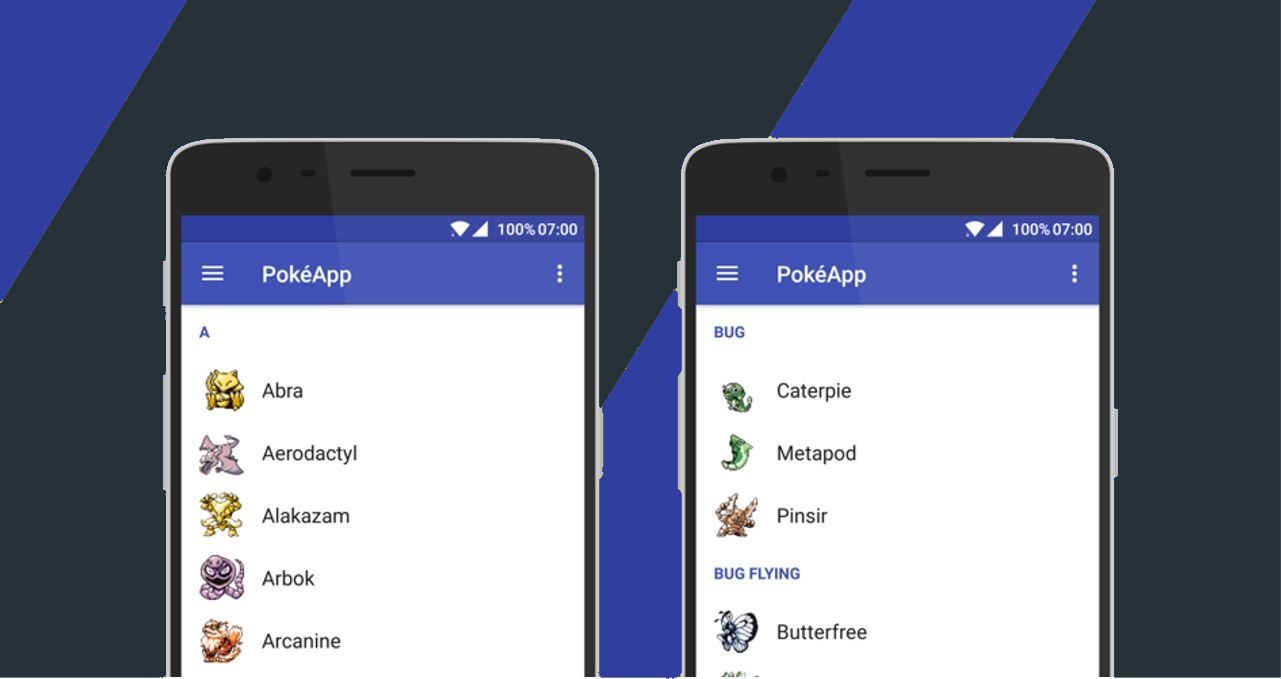 100% 07:00
PokéApp
A
Abra
Aerodactyl
Alakazam
Arbok
Arcanine
100% 07:00
PokéApp
BUG
Caterpie
Metapod
Pinsir
BUG FLYING
Butterfree